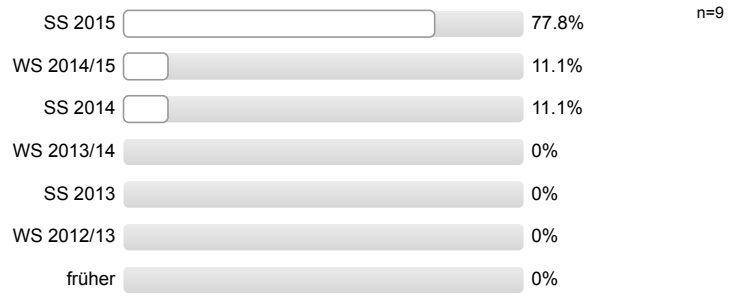 SS 2015 77.8% n=9
WS 2014/15 11.1%
SS 2014 11.1%
WS 2013/14 0%
SS 2013 0%
WS 2012/13 0%
früher 0%